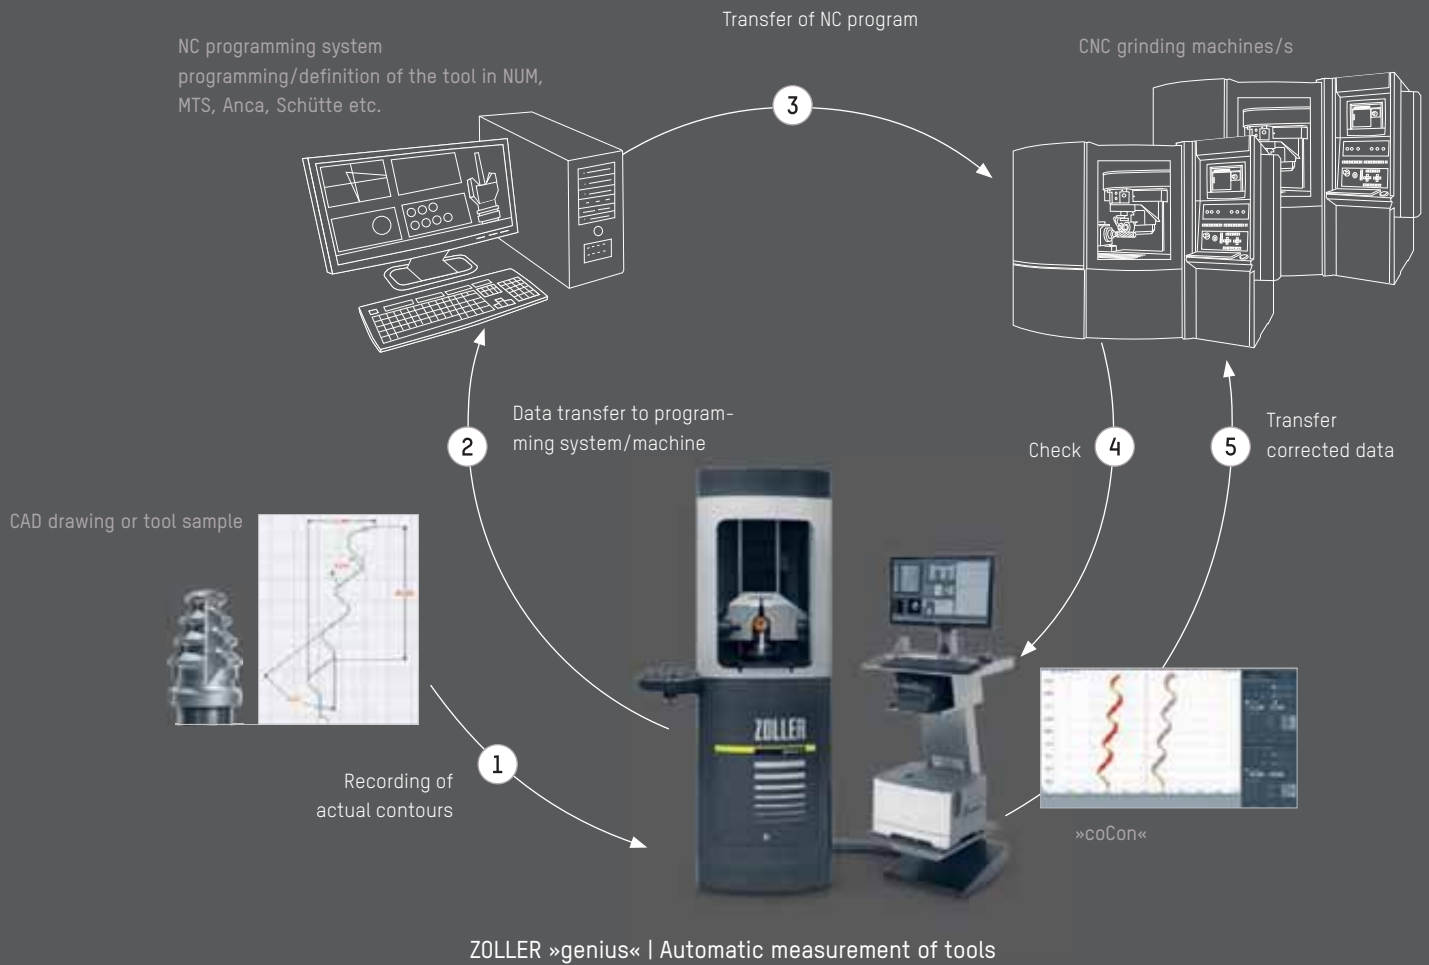 Transfer of NC program
NC programming system
programming/definition of the tool in NUM,
MTS, Anca, Schütte etc.
CNC grinding machines/s
3
Data transfer to program-
ming system/machine
2
Check
4
5
Transfer
corrected data
CAD drawing or tool sample
ZOLLER
1
Recording of
actual contours
»coCon«
ZOLLER »genius« | Automatic measurement of tools